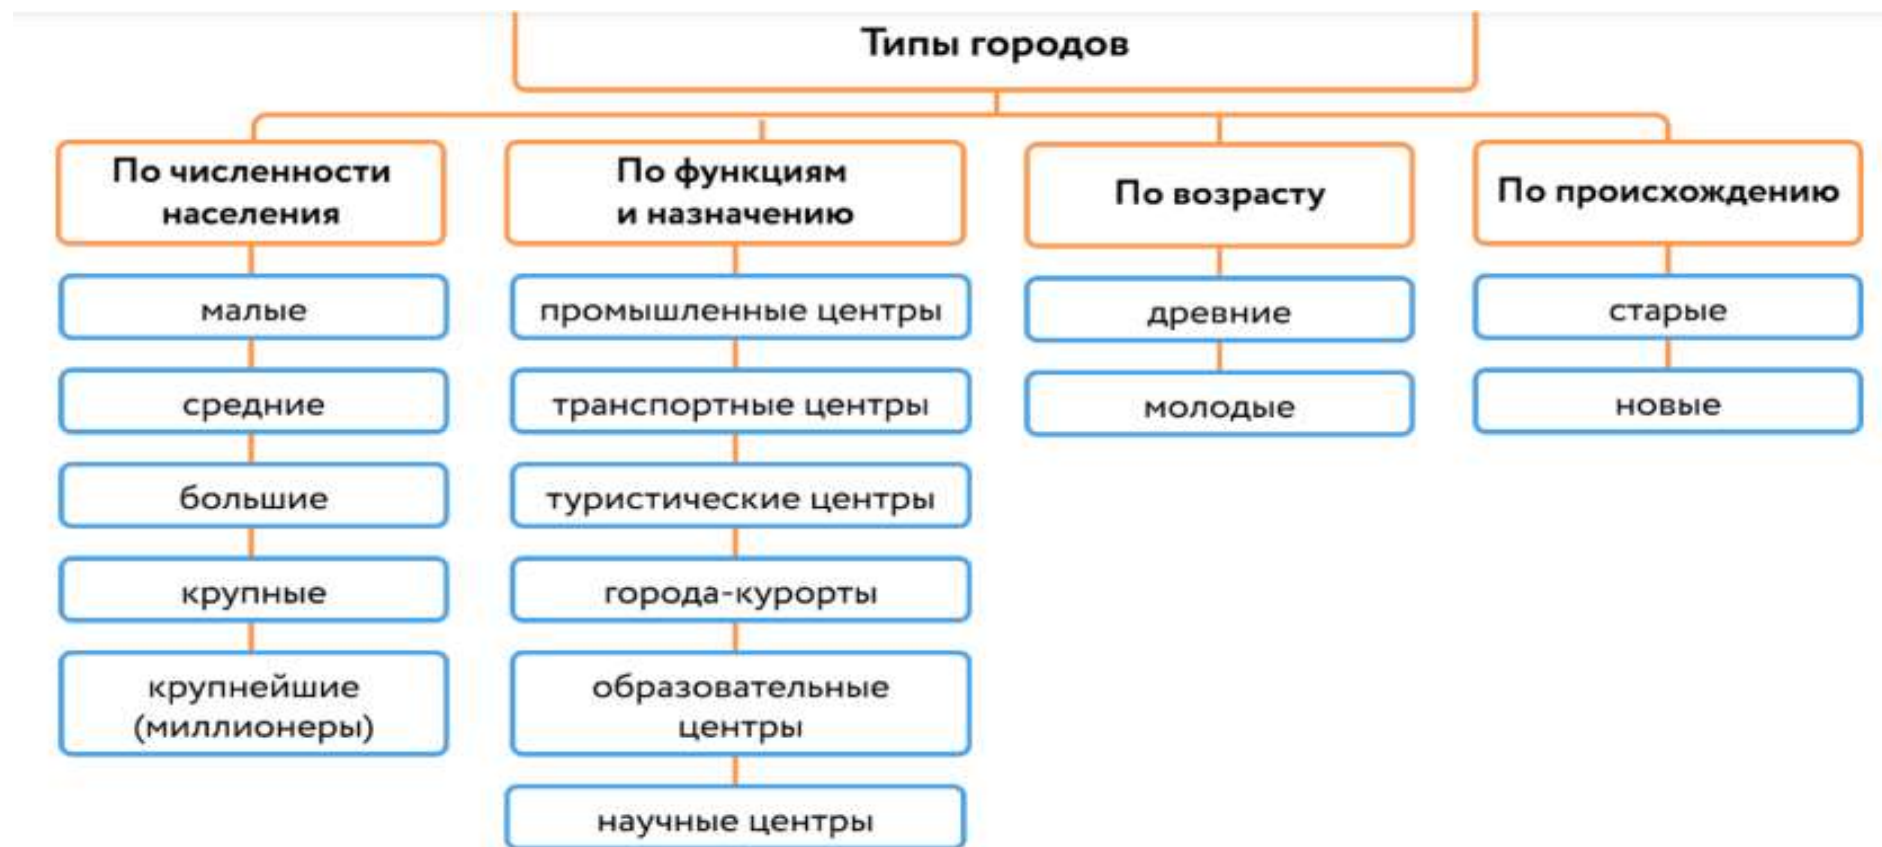 Типы городов
По численности
населения
малые
средние
большие
крупные
крупнейшие
(миллионеры)
По функциям
и назначению
промышленные центры
транспортные центры
туристические центры
города-курорты
образовательные
центры
научные центры
По возрасту
древние
молодые
По происхождению
старые
новые